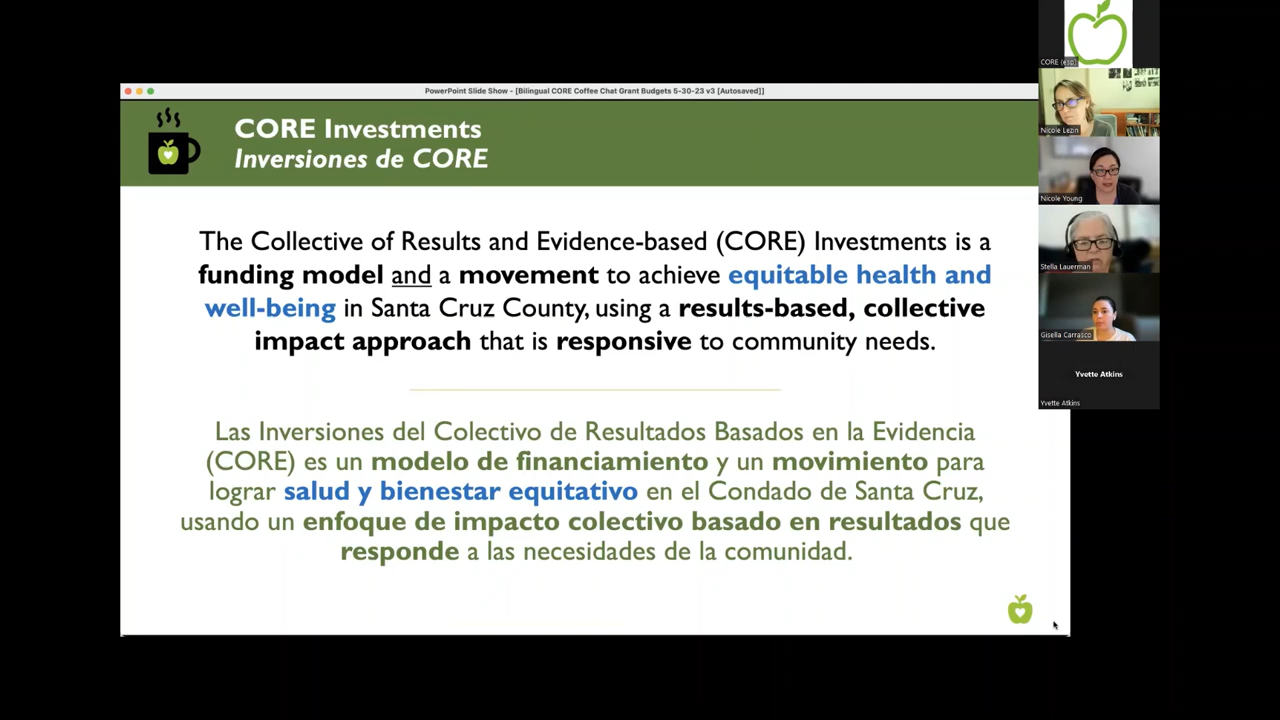 PowerPoint Slide Show - [Bilingual CORE Coffee Chat Grant Budgets 5-30-23 v3 [Autosaved]]
CORE Investments
Inversiones de CORE
The Collective of Results and Evidence-based (CORE) Investments is a
funding model and a movement to achieve equitable health and
well-being in Santa Cruz County, using a results-based, collective
impact approach that is responsive to community needs.
Las Inversiones del Colectivo de Resultados Basados en la Evidencia
(CORE) es un modelo de financiamiento y un movimiento para
lograr salud y bienestar equitativo en el Condado de Santa Cruz,
usando un enfoque de impacto colectivo basado en resultados que
responde a las necesidades de la comunidad.
CORE (esp)
Nicole Lezin
Nicole Young
Stella Lauerman
Gisella Carrasco
Yvette Atkins
Yvette Atkins